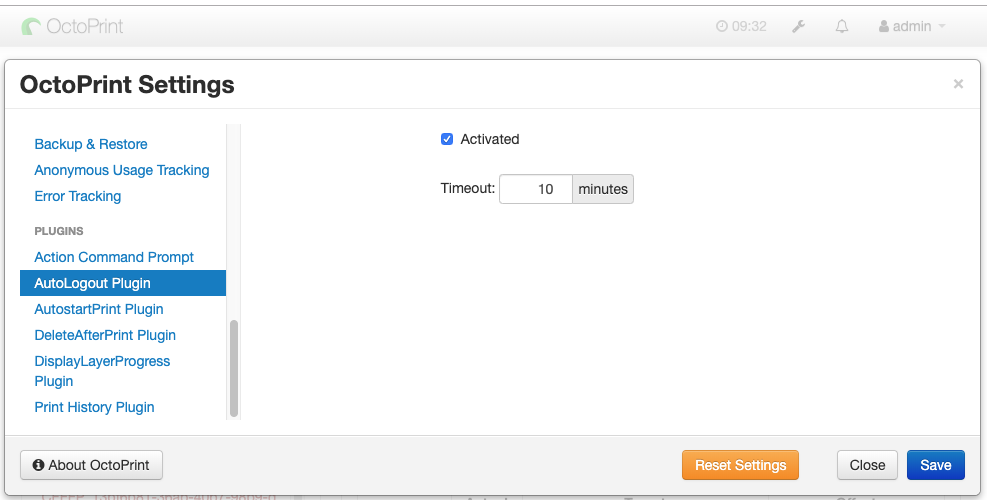 OctoPrint
09:32
admin
OctoPrint Settings
×
Backup & Restore
Anonymous Usage Tracking
Error Tracking
PLUGINS
Action Command Prompt
AutoLogout Plugin
AutostartPrint Plugin
DeleteAfterPrint Plugin
DisplayLayerProgress
Plugin
Print History Plugin
Activated
Timeout: 10 minutes
About OctoPrint
Reset Settings
Close
Save